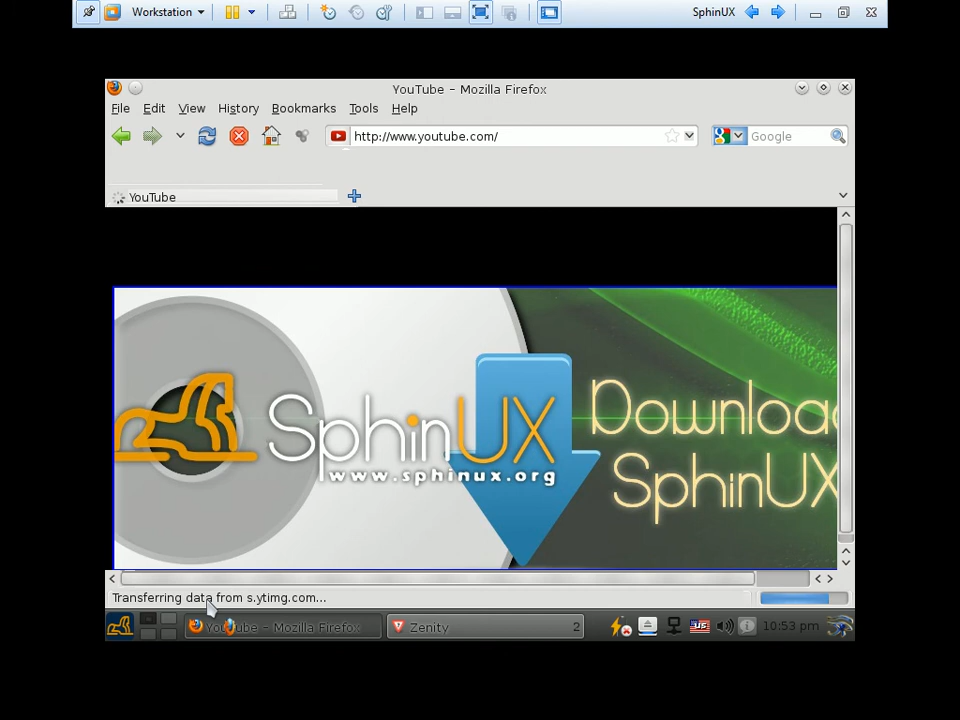 Workstation
SphinUX
YouTube - Mozilla Firefox
File Edit View History Bookmarks Tools Help
http://www.youtube.com/
Google
YouTube
SphinUX
www.sphinux.org
Download
SphinUX
Transferring data from s.ytimg.com...
YouTube - Mozilla Firefox
Zenity 2
US
10:53 pm